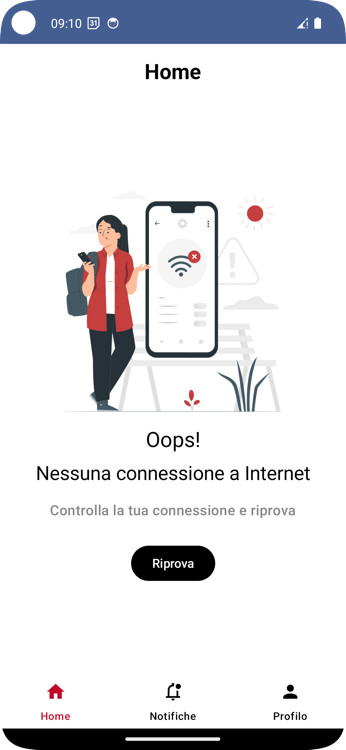 09:10 31
Home
Oops!
Nessuna connessione a Internet
Controlla la tua connessione e riprova
Riprova
Home Notifiche Profilo